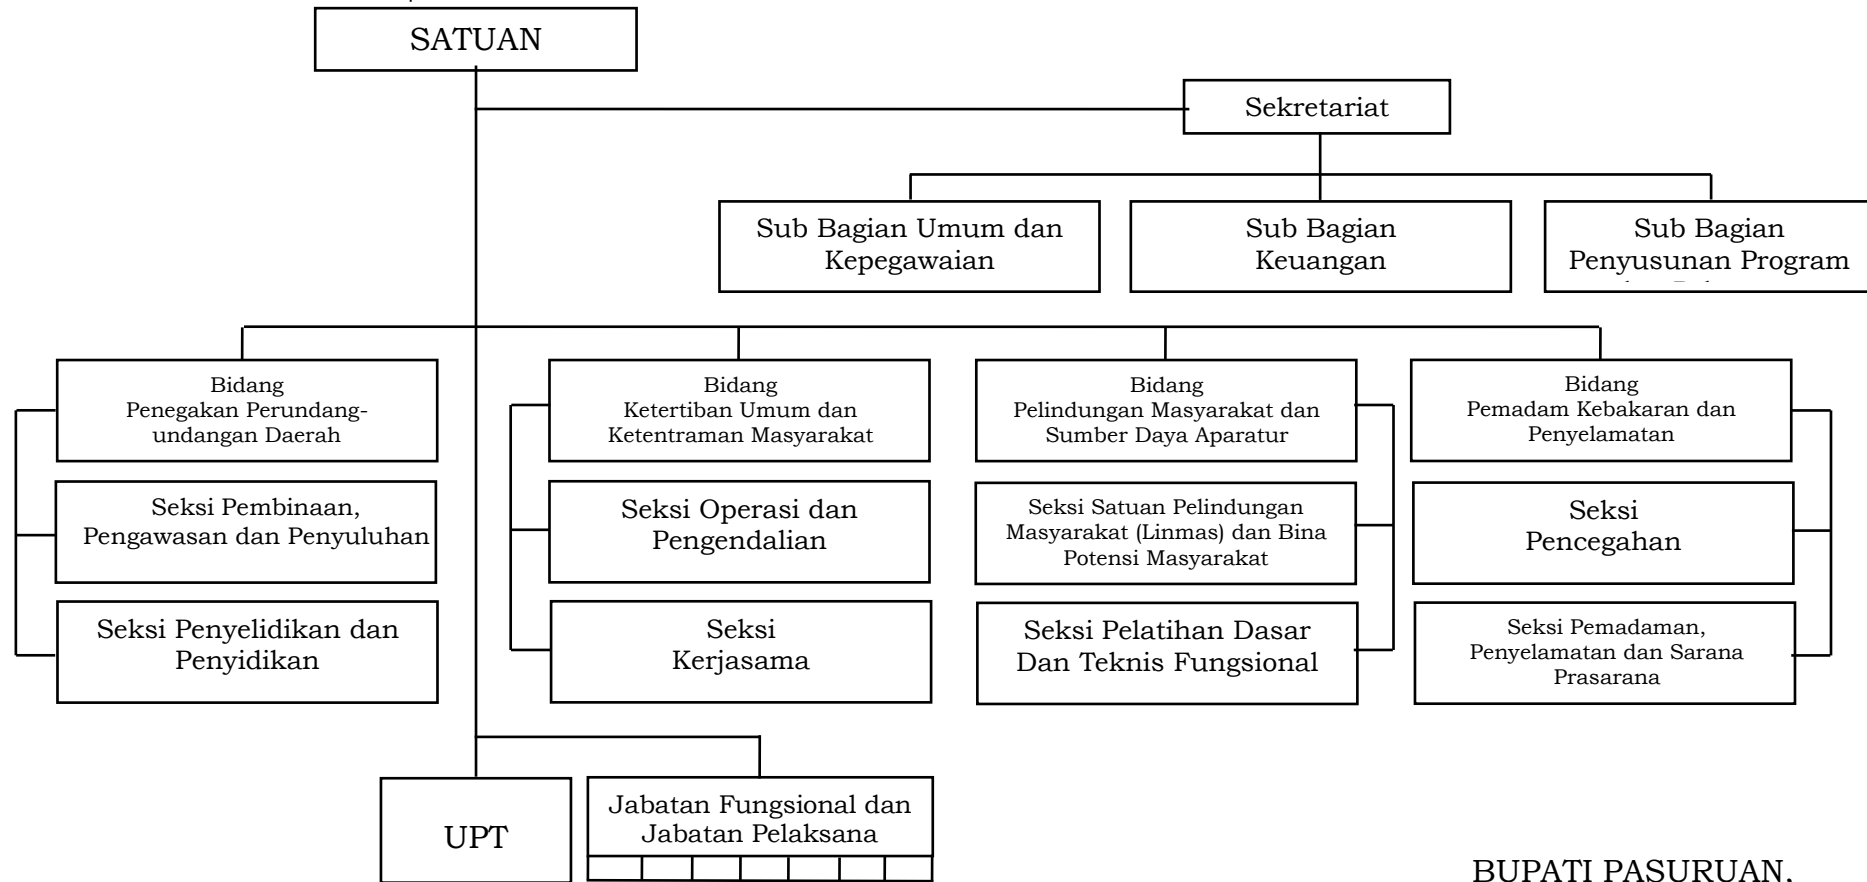 SATUAN
Sekretariat
Sub Bagian Umum dan
Kepegawaian
Sub Bagian
Keuangan
Sub Bagian
Penyusunan Program
Bidang
Penegakan Perundang-
undangan Daerah
Bidang
Ketertiban Umum dan
Ketentraman Masyarakat
Bidang
Pelindungan Masyarakat dan
Sumber Daya Aparatur
Bidang
Pemadam Kebakaran dan
Penyelamatan
Seksi Pembinaan,
Pengawasan dan Penyuluhan
Seksi Operasi dan
Pengendalian
Seksi Satuan Pelindungan
Masyarakat (Linmas) dan Bina
Potensi Masyarakat
Seksi
Pencegahan
Seksi Penyelidikan dan
Penyidikan
Seksi
Kerjasama
Seksi Pelatihan Dasar
Dan Teknis Fungsional
Seksi Pemadaman,
Penyelamatan dan Sarana
Prasarana
UPT
Jabatan Fungsional dan
Jabatan Pelaksana
BUPATI PASURUAN,